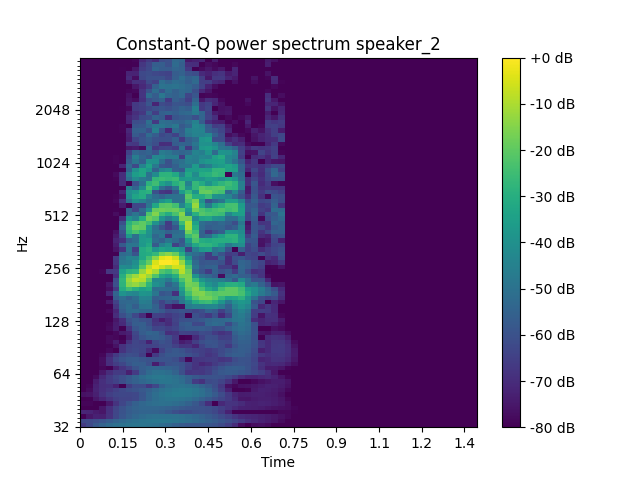 Constant-Q power spectrum speaker_2
Hz
2048
1024
512
256
128
64
32
0 0.15 0.3 0.45 0.6 0.75 0.9 1.1 1.2 1.4
Time
+0 dB
-10 dB
-20 dB
-30 dB
-40 dB
-50 dB
-60 dB
-70 dB
-80 dB